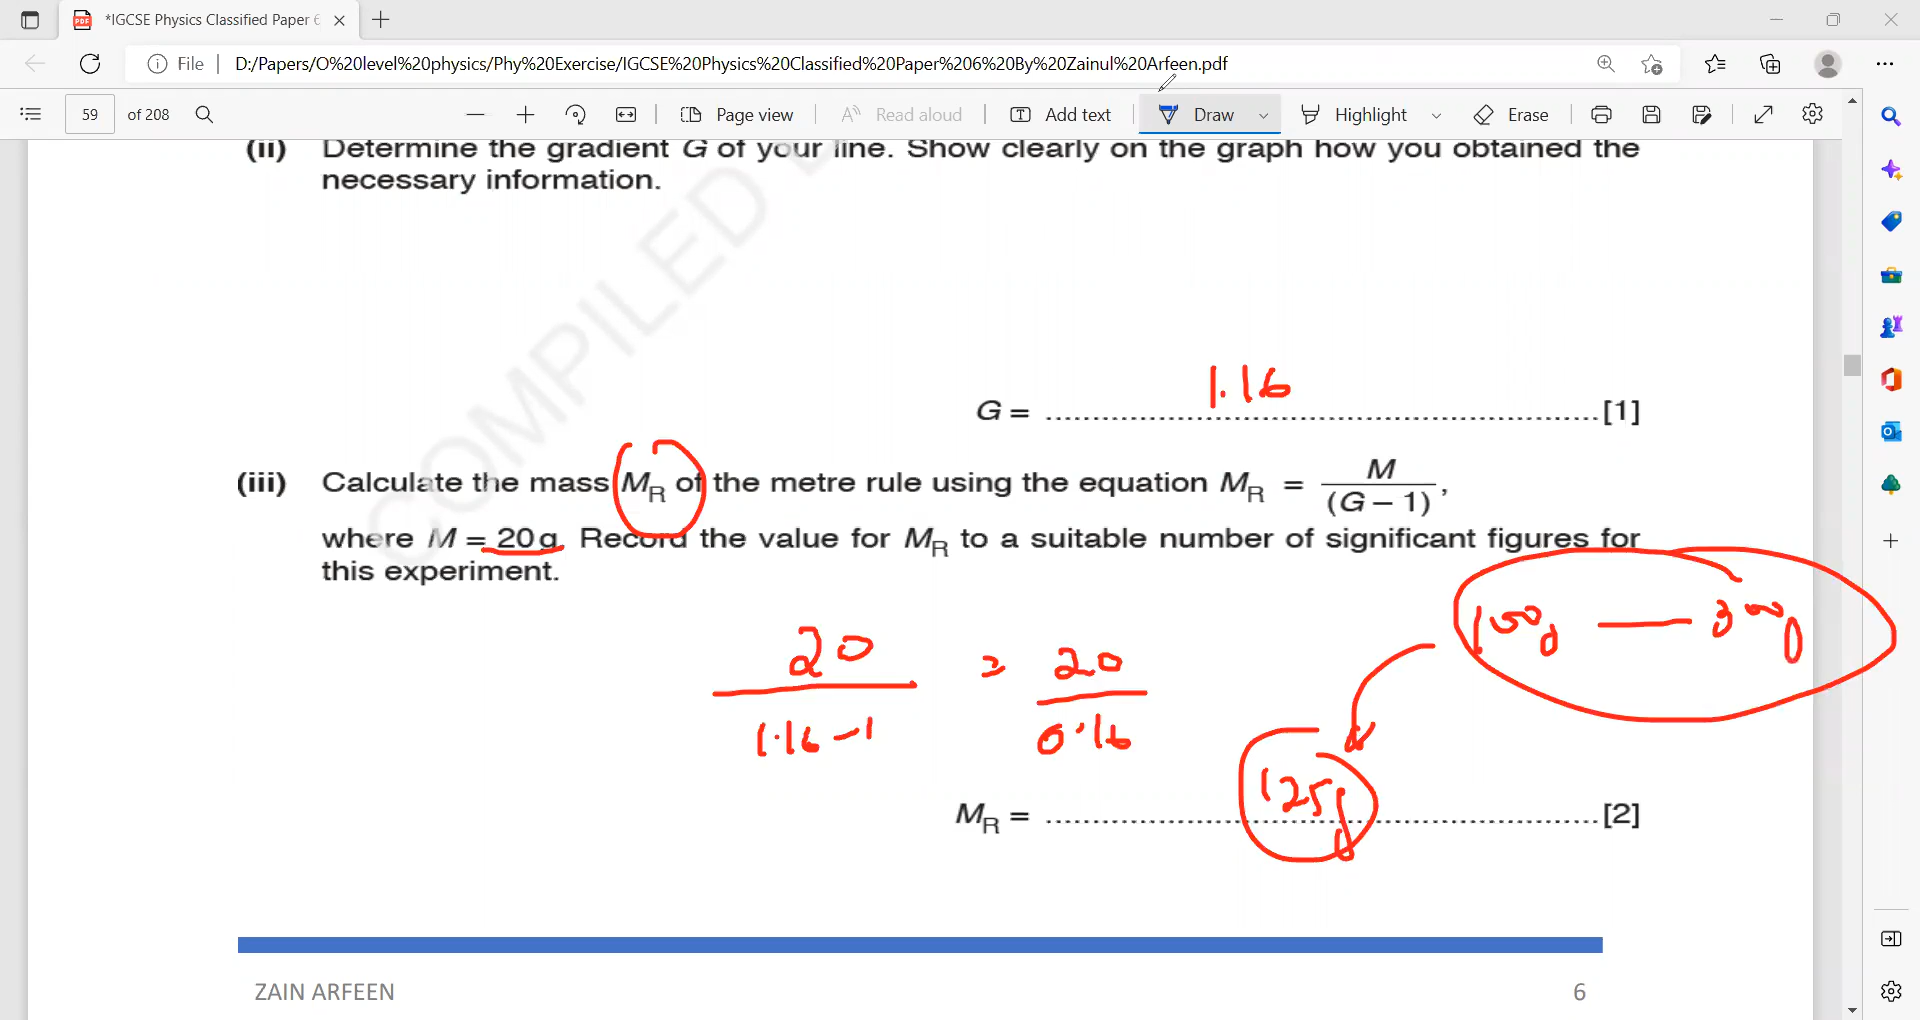 *IGCSE Physics Classified Paper 6
File
D:/Papers/O%20level%20physics/Phy%20Exercise/IGCSE%20Physics%20Classified%20Paper%206%20By%20Zainul%20Arfeen.pdf
59 of 208
Page view
Read aloud
Add text
Draw
Highlight
Erase
(ii) Determine the gradient G of your line. Show clearly on the graph how you obtained the
necessary information.
COMPILED
1.16
G = ........................................................ [1]
(iii) Calculate the mass MR of the metre rule using the equation MR = M / (G – 1),
where M = 20 g. Record the value for MR to a suitable number of significant figures for
this experiment.
100g — 300g
20 / 1.16 – 1 = 20 / 0.16
125g
MR = ........................................................ [2]
ZAIN ARFEEN 6